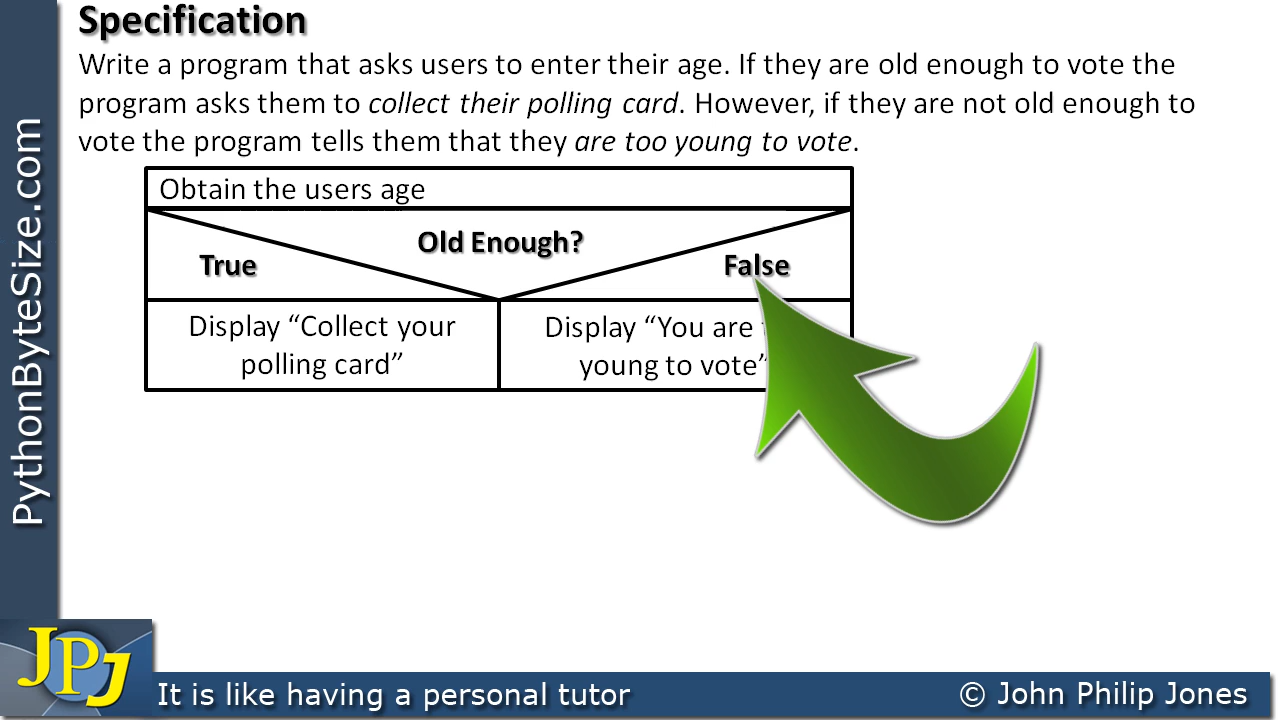 Specification
Write a program that asks users to enter their age. If they are old enough to vote the
program asks them to collect their polling card. However, if they are not old enough to
vote the program tells them that they are too young to vote.
Obtain the users age
Old Enough?
True
False
Display “Collect your
polling card”
Display “You are
young to vote”
PythonByteSize.com
JPJ
It is like having a personal tutor
© John Philip Jones